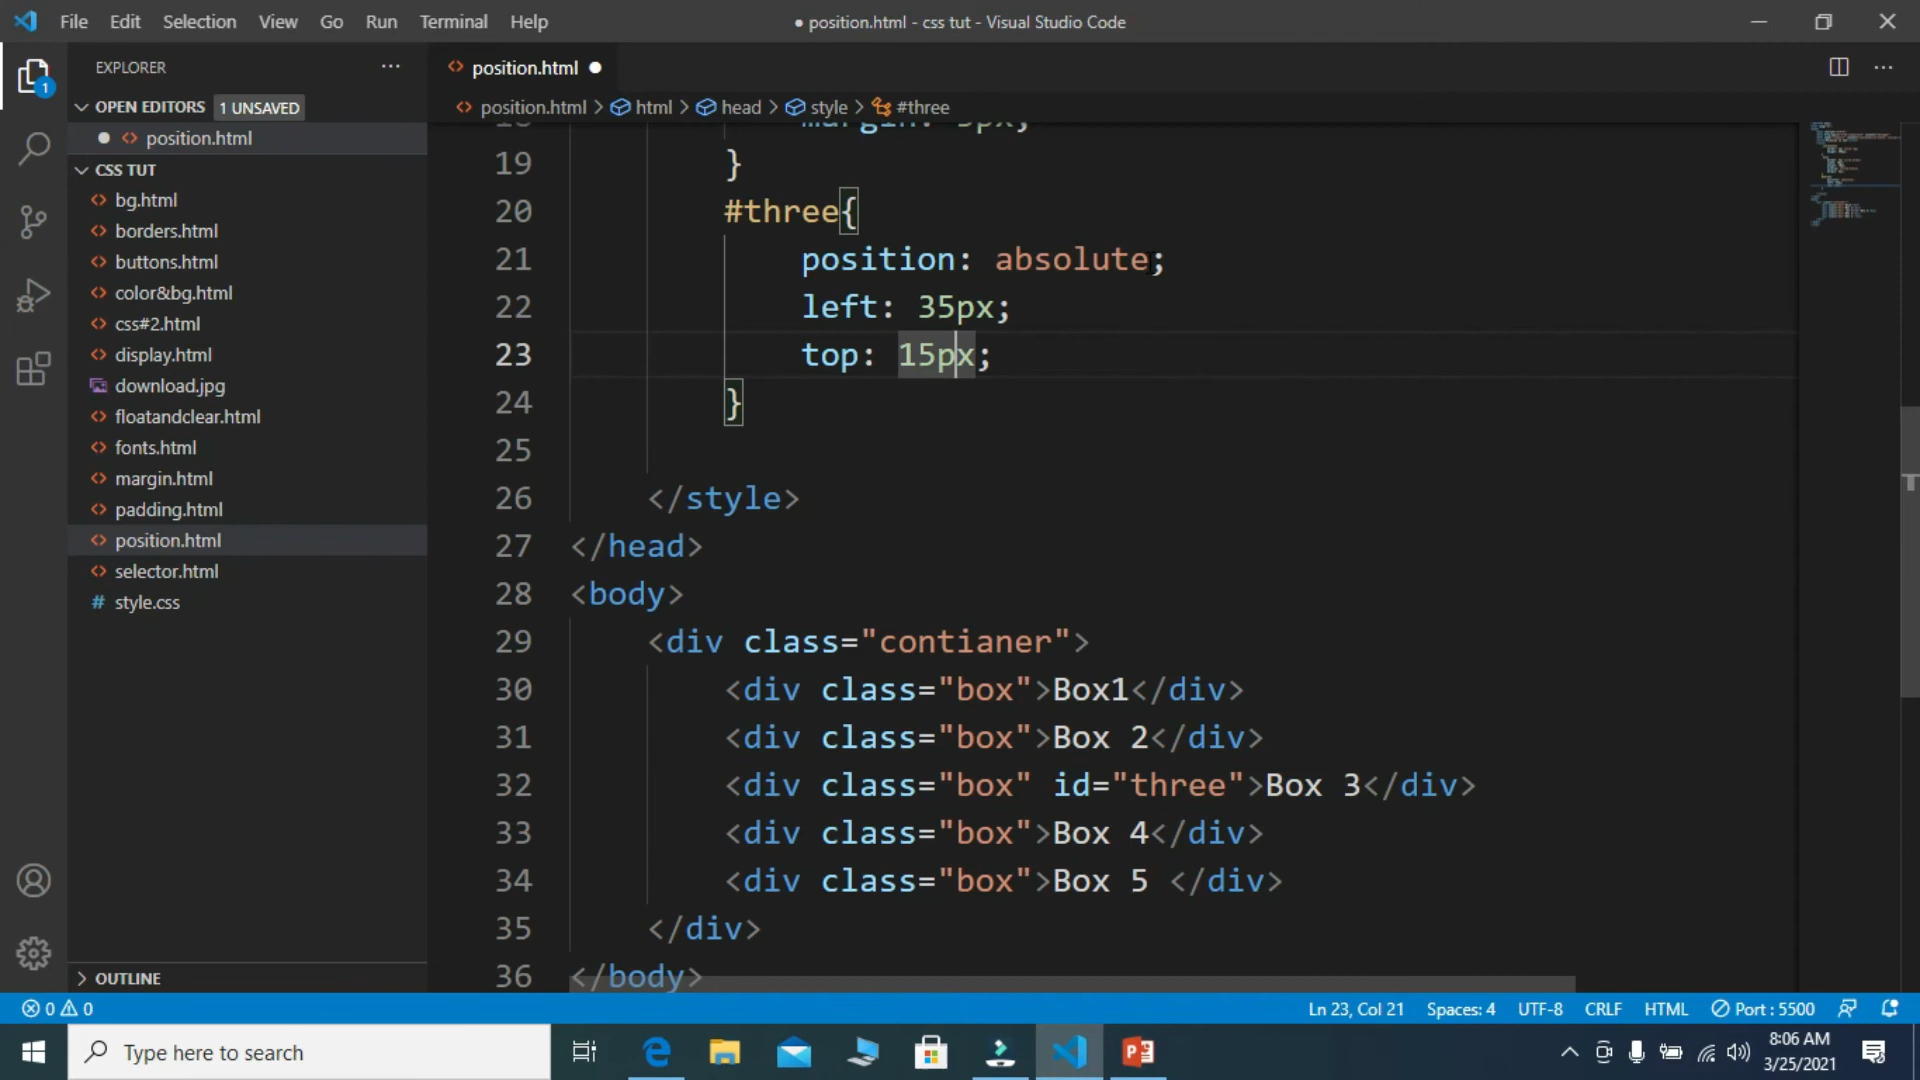 File Edit Selection View Go Run Terminal Help
● position.html - css tut - Visual Studio Code
EXPLORER
position.html
OPEN EDITORS 1 UNSAVED
position.html > html > head > style > #three
position.html
CSS TUT
bg.html
borders.html
buttons.html
color&bg.html
css#2.html
display.html
download.jpg
floatandclear.html
fonts.html
margin.html
padding.html
position.html
selector.html
# style.css
OUTLINE
1
margin: 5px;
19 }
20 #three{
21 position: absolute;
22 left: 35px;
23 top: 15px;
24 }
25
26 </style>
27 </head>
28 <body>
29 <div class="contianer">
30 <div class="box">Box1</div>
31 <div class="box">Box 2</div>
32 <div class="box" id="three">Box 3</div>
33 <div class="box">Box 4</div>
34 <div class="box">Box 5 </div>
35 </div>
36 </body>
0 0
Ln 23, Col 21 Spaces: 4 UTF-8 CRLF HTML Port : 5500
Type here to search
8:06 AM
3/25/2021